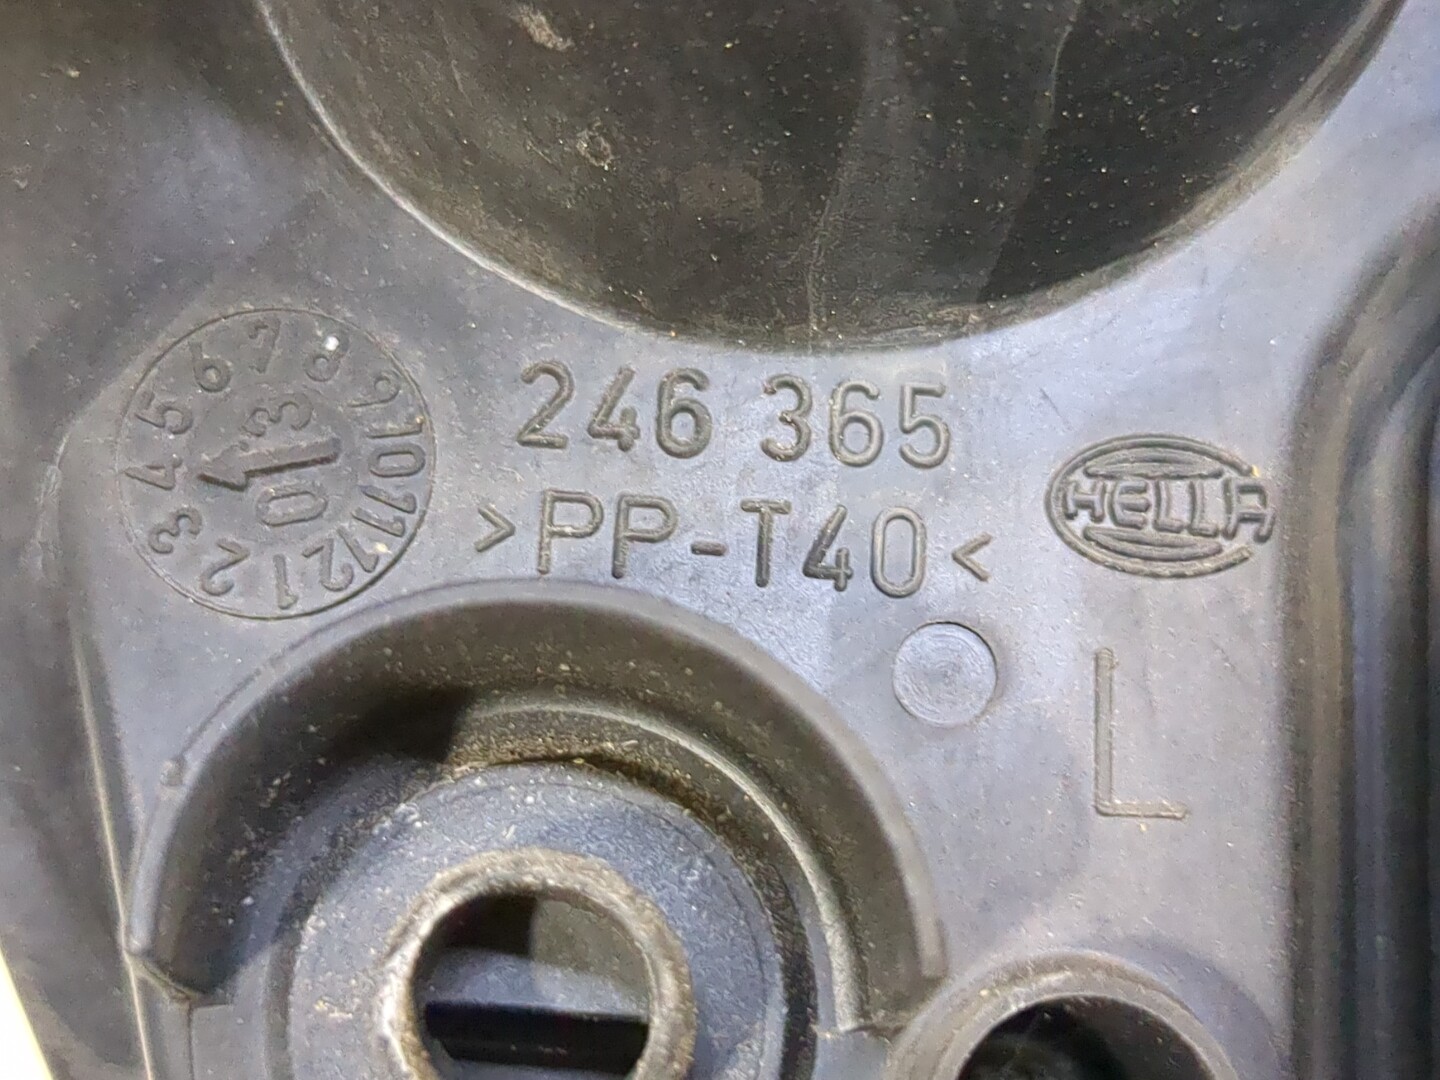 1 2 3 4 5 6 7 8 9 10 11 12
03
246 365
>PP-T40<
HELLA
L